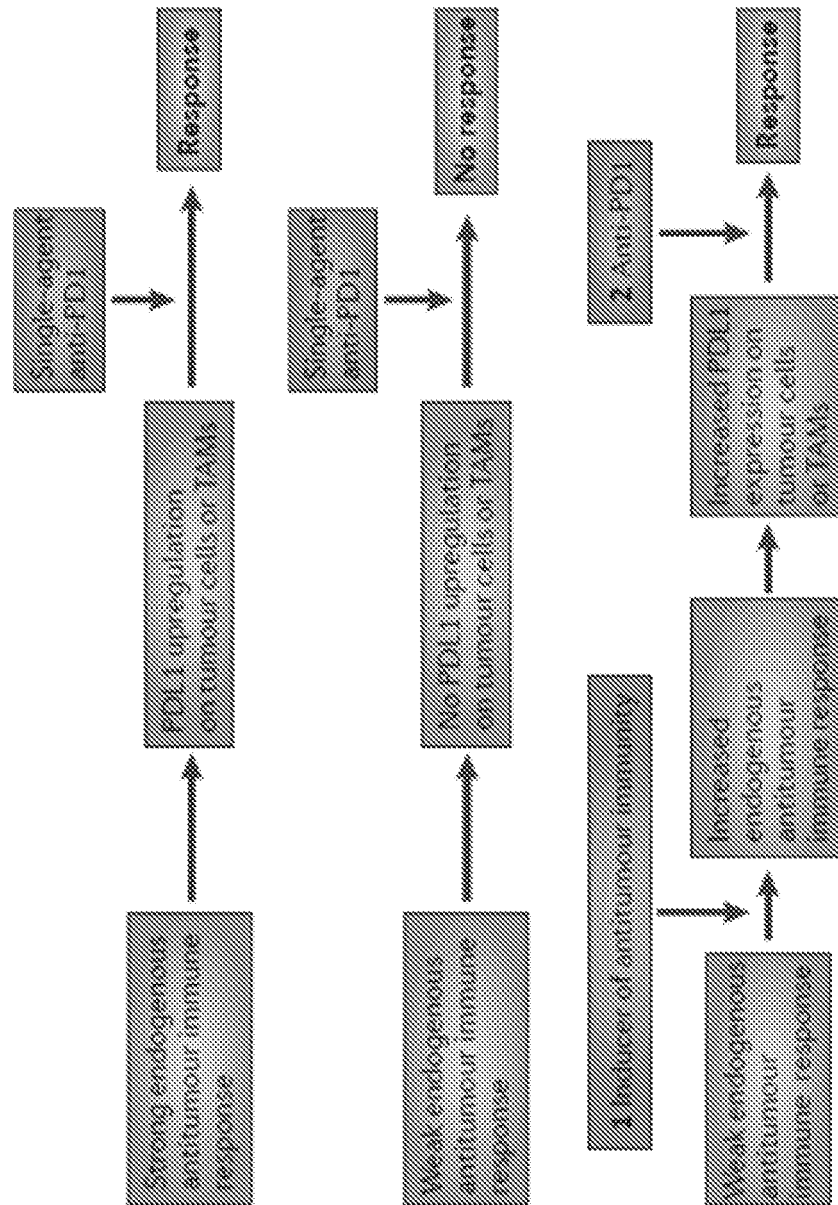 Single-agent
anti-PD1
Strong endogenous
antitumour immune
response
PDL1 upregulation
on tumour cells or TAMs
Response
Single-agent
anti-PD1
Weak endogenous
antitumour immune
response
No PDL1 upregulation
on tumour cells or TAMs
No response
1 Inducer of antitumour immunity
2 Anti-PD1
Weak endogenous
antitumour
immune response
Increased
endogenous
antitumour
immune response
Increased PDL1
expression on
tumour cells
or TAMs
Response